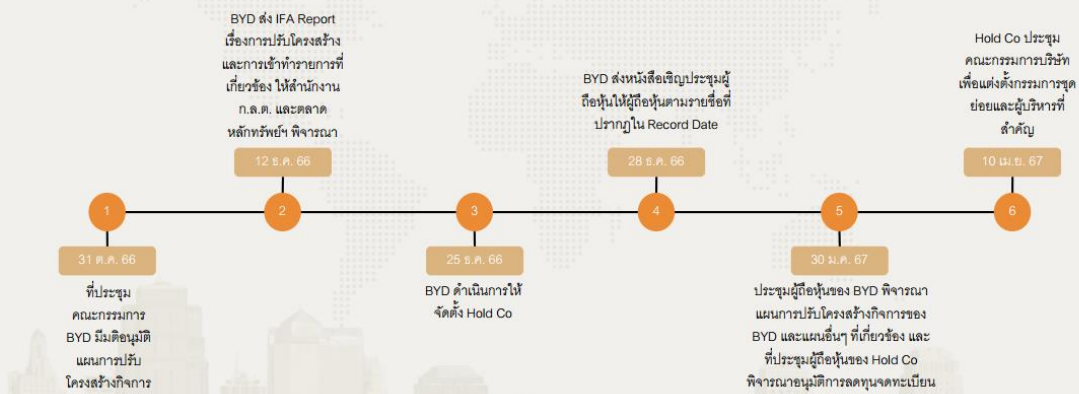 1
31 ต.ค. 66
ที่ประชุม
คณะกรรมการ
BYD มีมติอนุมัติ
แผนการปรับ
โครงสร้างกิจการ
BYD ส่ง IFA Report
เรื่องการปรับโครงสร้าง
และการเข้าทำรายการที่
เกี่ยวข้อง ให้สำนักงาน
ก.ล.ต. และตลาด
หลักทรัพย์ฯ พิจารณา
12 ธ.ค. 66
2
3
25 ธ.ค. 66
BYD ดำเนินการให้
จัดตั้ง Hold Co
BYD ส่งหนังสือเชิญประชุมผู้
ถือหุ้นให้ผู้ถือหุ้นตามรายชื่อที่
ปรากฏใน Record Date
28 ธ.ค. 66
4
5
30 ม.ค. 67
ประชุมผู้ถือหุ้นของ BYD พิจารณา
แผนการปรับโครงสร้างกิจการของ
BYD และแผนอื่นๆ ที่เกี่ยวข้อง และ
ที่ประชุมผู้ถือหุ้นของ Hold Co
พิจารณาอนุมัติการลดทุนจดทะเบียน
Hold Co ประชุม
คณะกรรมการบริษัท
เพื่อแต่งตั้งกรรมการชุด
ย่อยและผู้บริหารที่
สำคัญ
10 เม.ย. 67
6